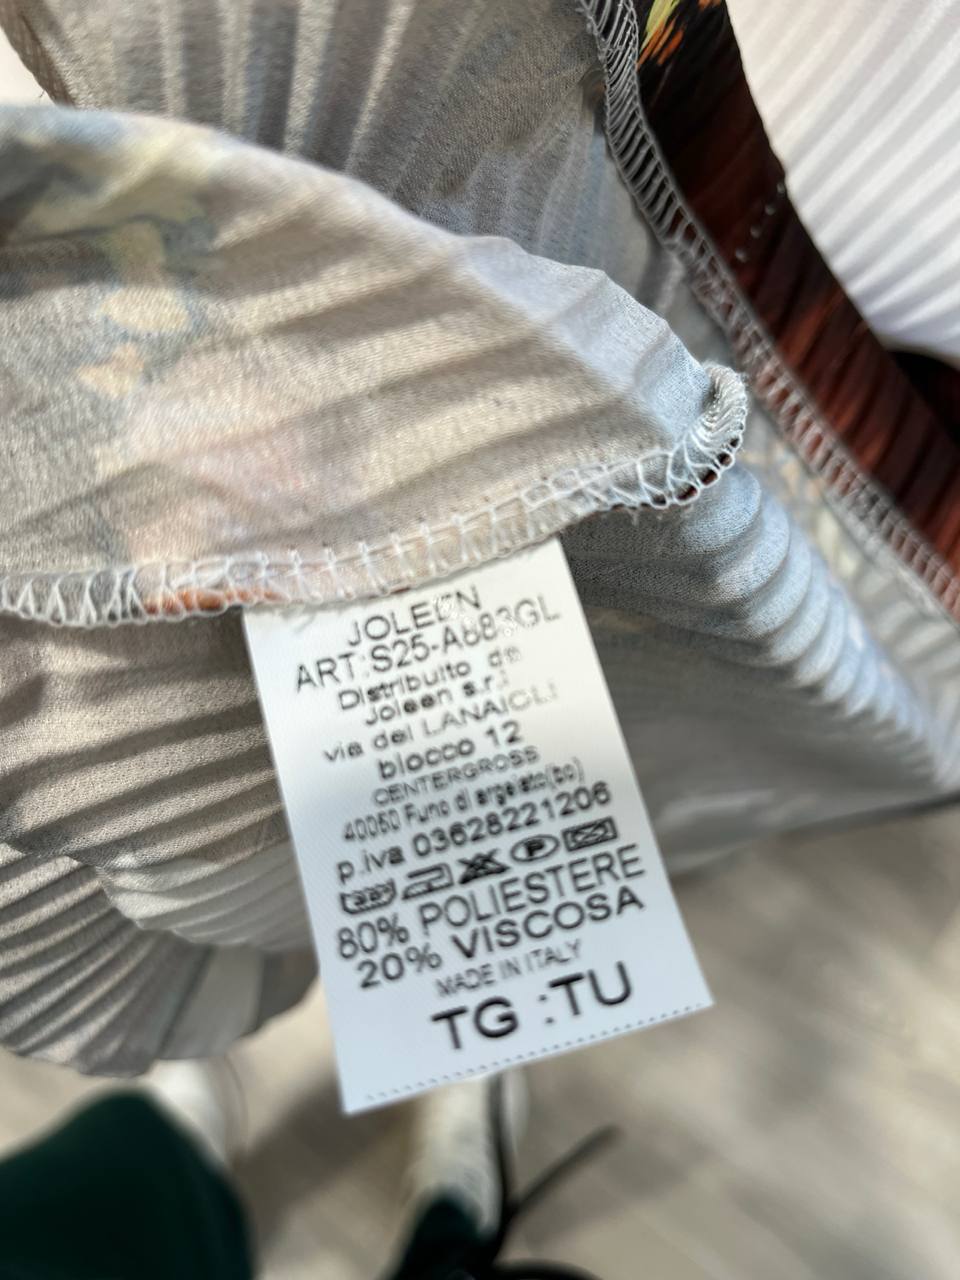 JOLEEN
ART:S25-A883GL
Distribuito da
Joleen s.r.l
via dei LANAIOLI
blocco 12
CENTERGROSS
40050 Funo di argelato(bo)
p.iva 03628221206
80% POLIESTERE
20% VISCOSA
MADE IN ITALY
TG :TU